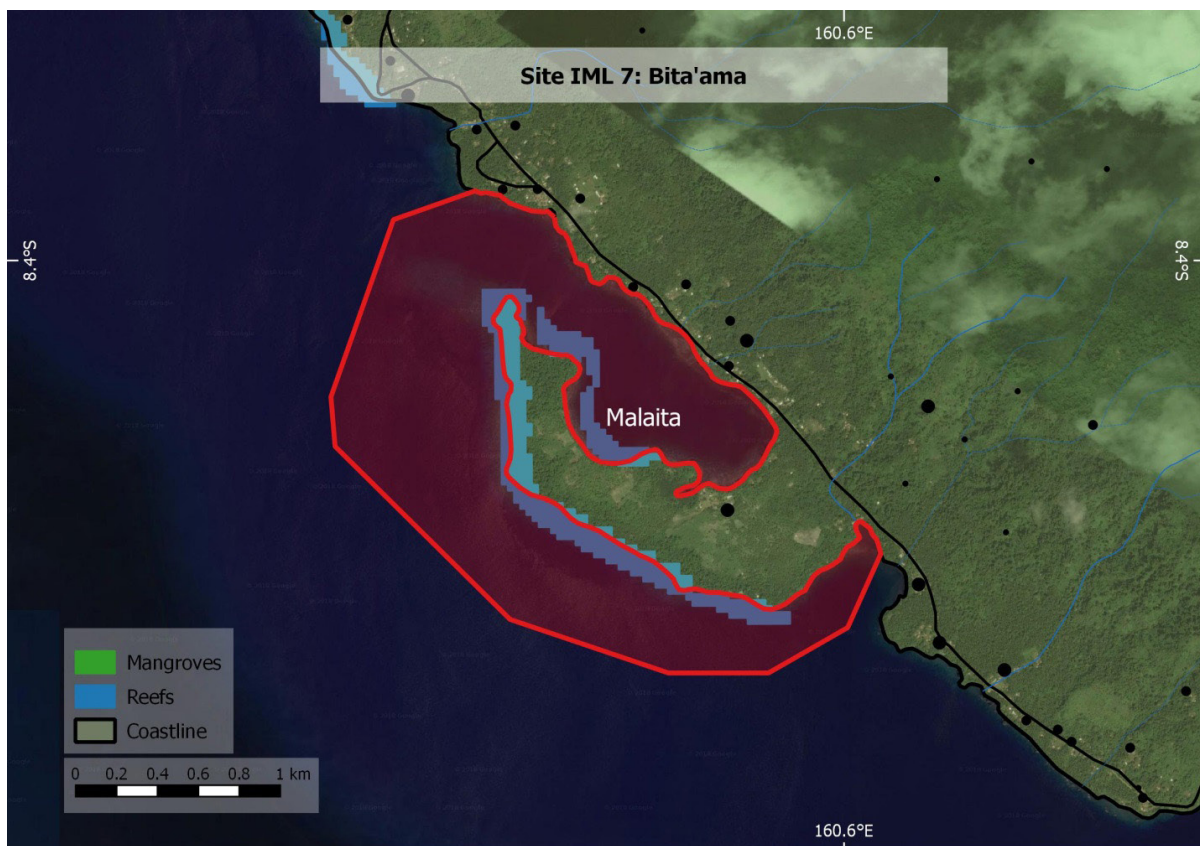 160.6°E
Site IML 7: Bita'ama
8.4°S
8.4°S
Malaita
Mangroves
Reefs
Coastline
0 0.2 0.4 0.6 0.8 1 km
160.6°E